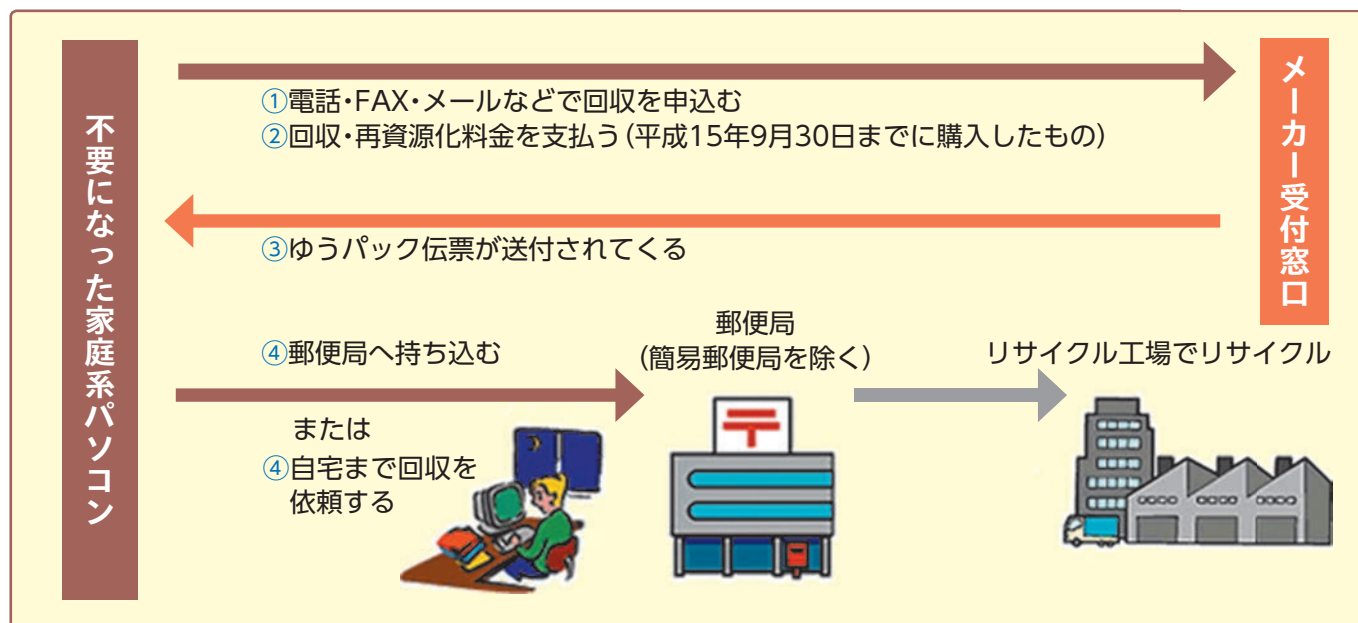 不要になった家庭系パソコン
①電話･FAX･メールなどで回収を申込む
②回収･再資源化料金を支払う(平成15年9月30日までに購入したもの)
メーカー受付窓口
③ゆうパック伝票が送付されてくる
④郵便局へ持ち込む
または
④自宅まで回収を
依頼する
郵便局
(簡易郵便局を除く)
リサイクル工場でリサイクル